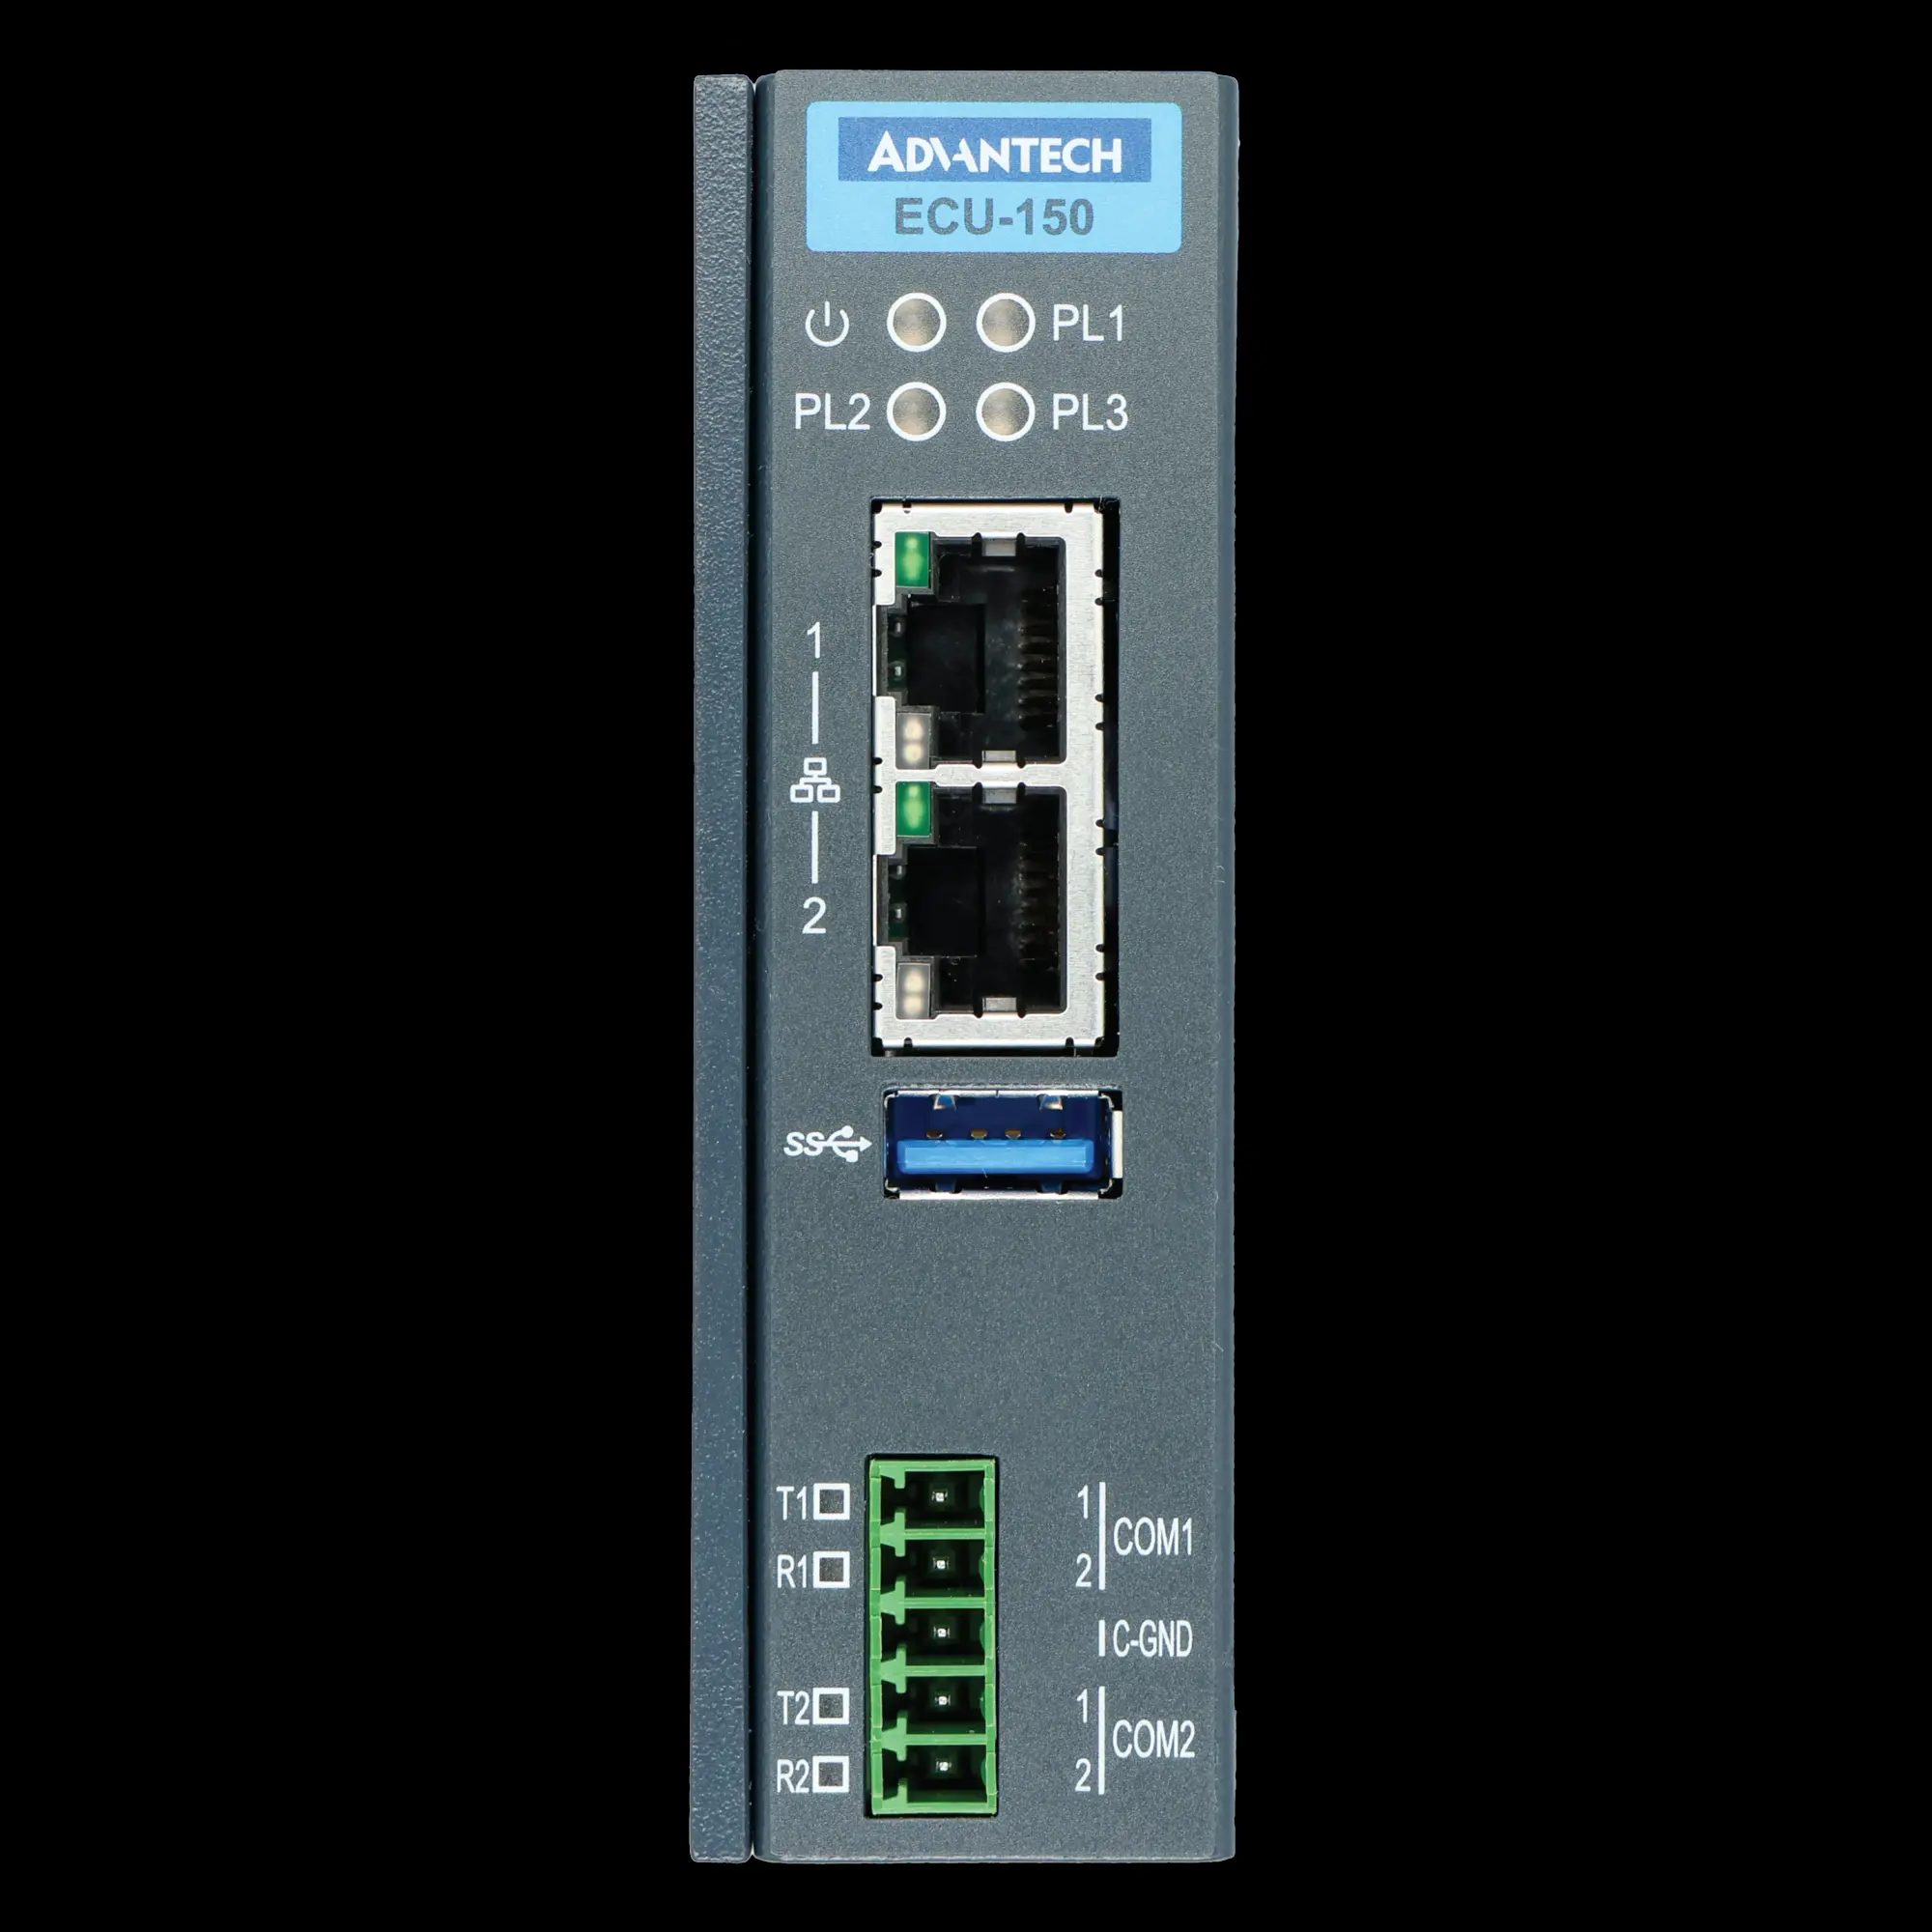 ADVANTECH
ECU-150
PL1
PL2 PL3
1
2
SS
T1 1
COM1
R1 2
C-GND
T2 1
COM2
R2 2